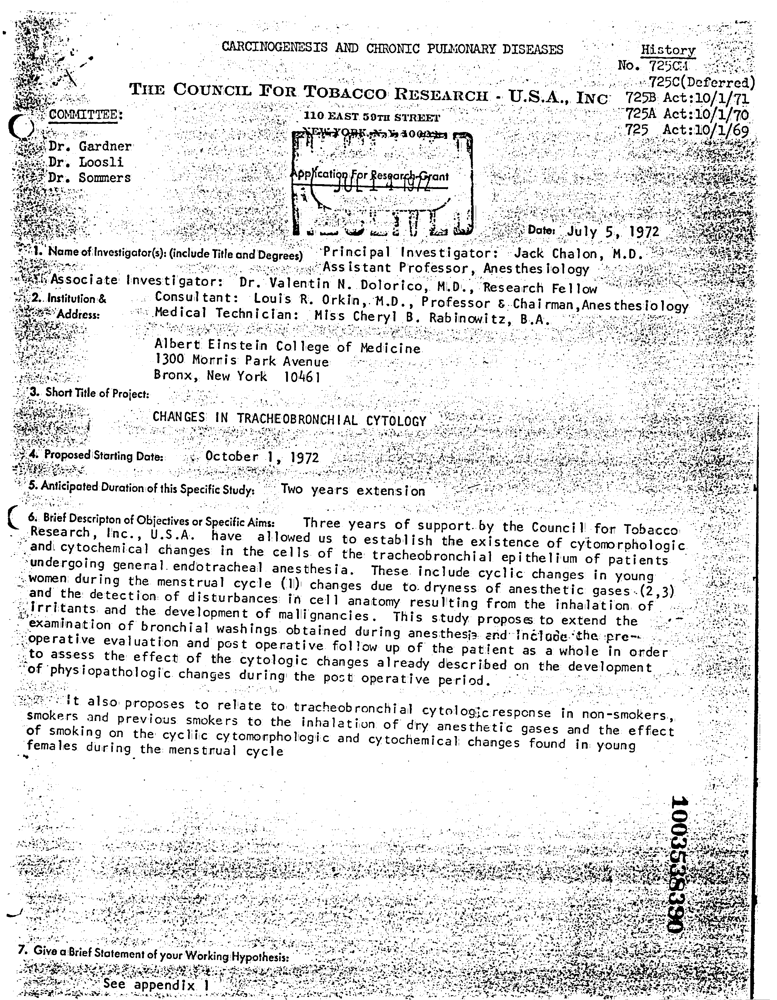 CARCINOGENESIS AND CHRONIC PULMONARY DISEASES
History
No. 725C1
725C(Deferred)
THE COUNCIL FOR TOBACCO RESEARCH - U.S.A., INC
725B Act:10/1/71
COMMITTEE:
110 EAST 59TH STREET
725A Act:10/1/70
NEW YORK, N.Y. 10022
725 Act:10/1/69
Dr. Gardner
Dr. Loosli
Dr. Sommers
Application For Research Grant
JUL 14 1972
RECEIVED
Date: July 5, 1972
1. Name of Investigator(s): (include Title and Degrees) Principal Investigator: Jack Chalon, M.D.
Assistant Professor, Anesthesiology
Associate Investigator: Dr. Valentin N. Dolorico, M.D., Research Fellow
2. Institution & Consultant: Louis R. Orkin, M.D., Professor & Chairman, Anesthesiology
Address: Medical Technician: Miss Cheryl B. Rabinowitz, B.A.
Albert Einstein College of Medicine
1300 Morris Park Avenue
Bronx, New York 10461
3. Short Title of Project:
CHANGES IN TRACHEOBRONCHIAL CYTOLOGY
4. Proposed Starting Date: October 1, 1972
5. Anticipated Duration of this Specific Study: Two years extension
6. Brief Descripton of Objectives or Specific Aims: Three years of support by the Council for Tobacco
Research, Inc., U.S.A. have allowed us to establish the existence of cytomorphologic
and cytochemical changes in the cells of the tracheobronchial epithelium of patients
undergoing general endotracheal anesthesia. These include cyclic changes in young
women during the menstrual cycle (1) changes due to dryness of anesthetic gases (2,3)
and the detection of disturbances in cell anatomy resulting from the inhalation of
irritants and the development of malignancies. This study proposes to extend the
examination of bronchial washings obtained during anesthesia and include the pre-
operative evaluation and post operative follow up of the patient as a whole in order
to assess the effect of the cytologic changes already described on the development
of physiopathologic changes during the post operative period.
It also proposes to relate to tracheobronchial cytologic response in non-smokers,
smokers and previous smokers to the inhalation of dry anesthetic gases and the effect
of smoking on the cyclic cytomorphologic and cytochemical changes found in young
females during the menstrual cycle
1003538390
7. Give a Brief Statement of your Working Hypothesis:
See appendix 1